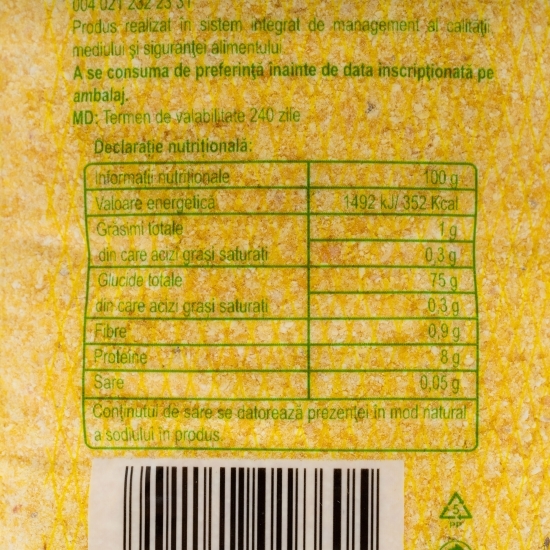 004 021 232 23 31
Produs realizat în sistem integrat de management al calității,
mediului și siguranței alimentului.
A se consuma de preferință înainte de data inscripționată pe
ambalaj.
MD: Termen de valabilitate 240 zile
Declarație nutritională:
Informații nutriționale 100 g
Valoare energetică 1492 kJ/ 352 Kcal
Grăsimi totale 1 g
din care acizi grași saturați 0,3 g
Glucide totale 75 g
din care acizi grași saturați 0,3 g
Fibre 0,9 g
Proteine 8 g
Sare 0,05 g
Conținutul de sare se datorează prezenței în mod natural
a sodiului în produs
5
PP